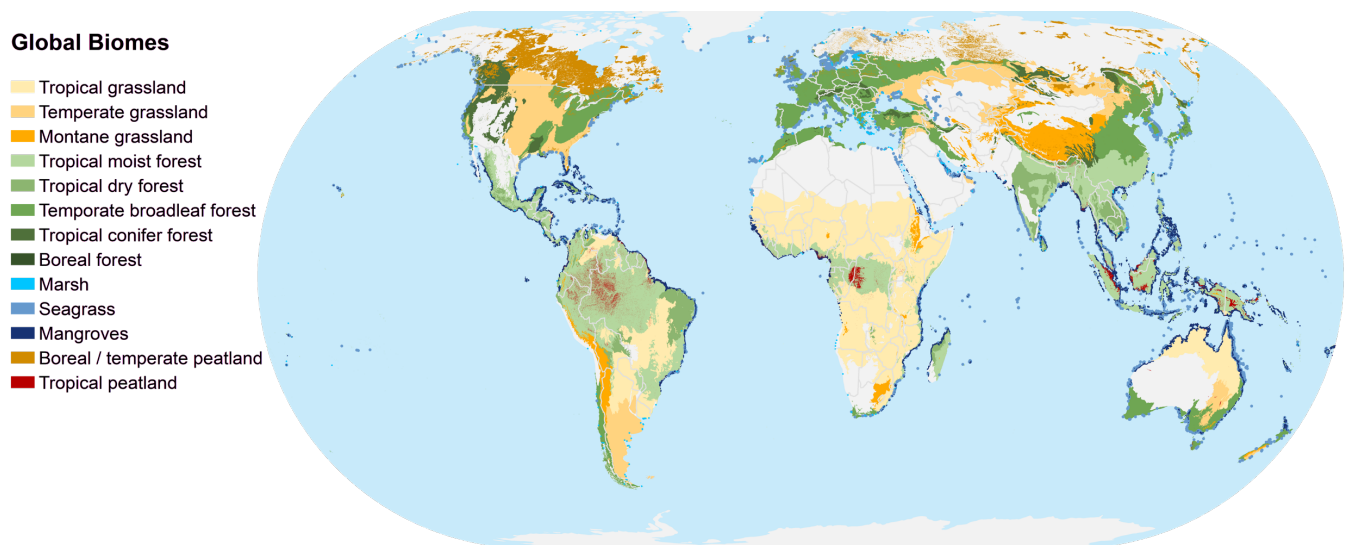 Global Biomes
Tropical grassland
Temperate grassland
Montane grassland
Tropical moist forest
Tropical dry forest
Temporate broadleaf forest
Tropical conifer forest
Boreal forest
Marsh
Seagrass
Mangroves
Boreal / temperate peatland
Tropical peatland